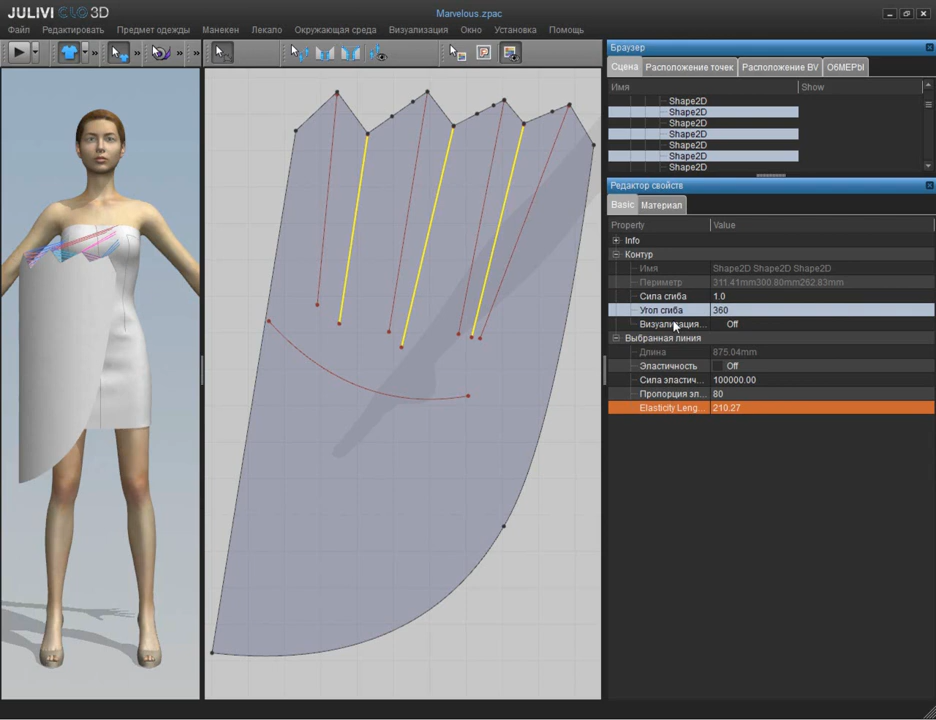 JULIVI CLO 3D
Marvelous.zpac
Файл Редактировать Предмет одежды Манекен Лекало Окружающая среда Визуализация Окно Установка Помощь
Браузер
Сцена Расположение точек Расположение BV ОБМЕРЫ
Имя Show
Shape2D
Shape2D
Shape2D
Shape2D
Shape2D
Shape2D
Shape2D
Редактор свойств
Basic Материал
Property Value
Info
Контур
Имя Shape2D Shape2D Shape2D
Периметр 311.41mm300.80mm262.83mm
Сила сгиба 1.0
Угол сгиба 360
Визуализация... Off
Выбранная линия
Длина 875.04mm
Эластичность Off
Сила эластич... 100000.00
Пропорция эл... 80
Elasticity Leng... 210.27